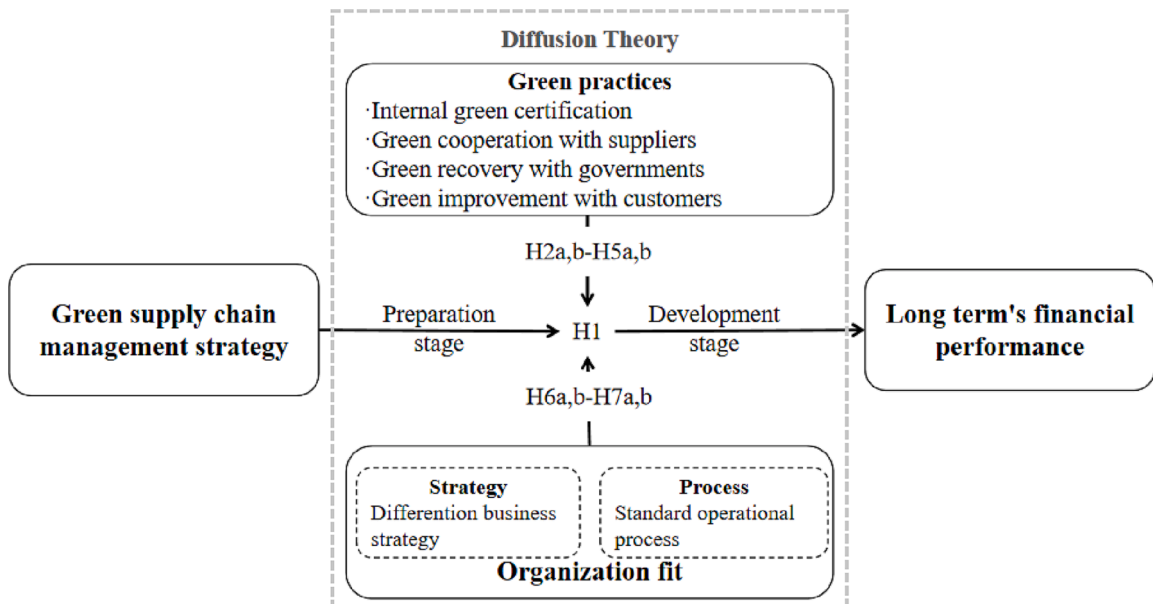 Diffusion Theory
Green practices
·Internal green certification
·Green cooperation with suppliers
·Green recovery with governments
·Green improvement with customers
H2a,b-H5a,b
Green supply chain
management strategy
Preparation
stage
H1
Development
stage
Long term's financial
performance
H6a,b-H7a,b
Strategy
Differention business
strategy
Process
Standard operational
process
Organization fit